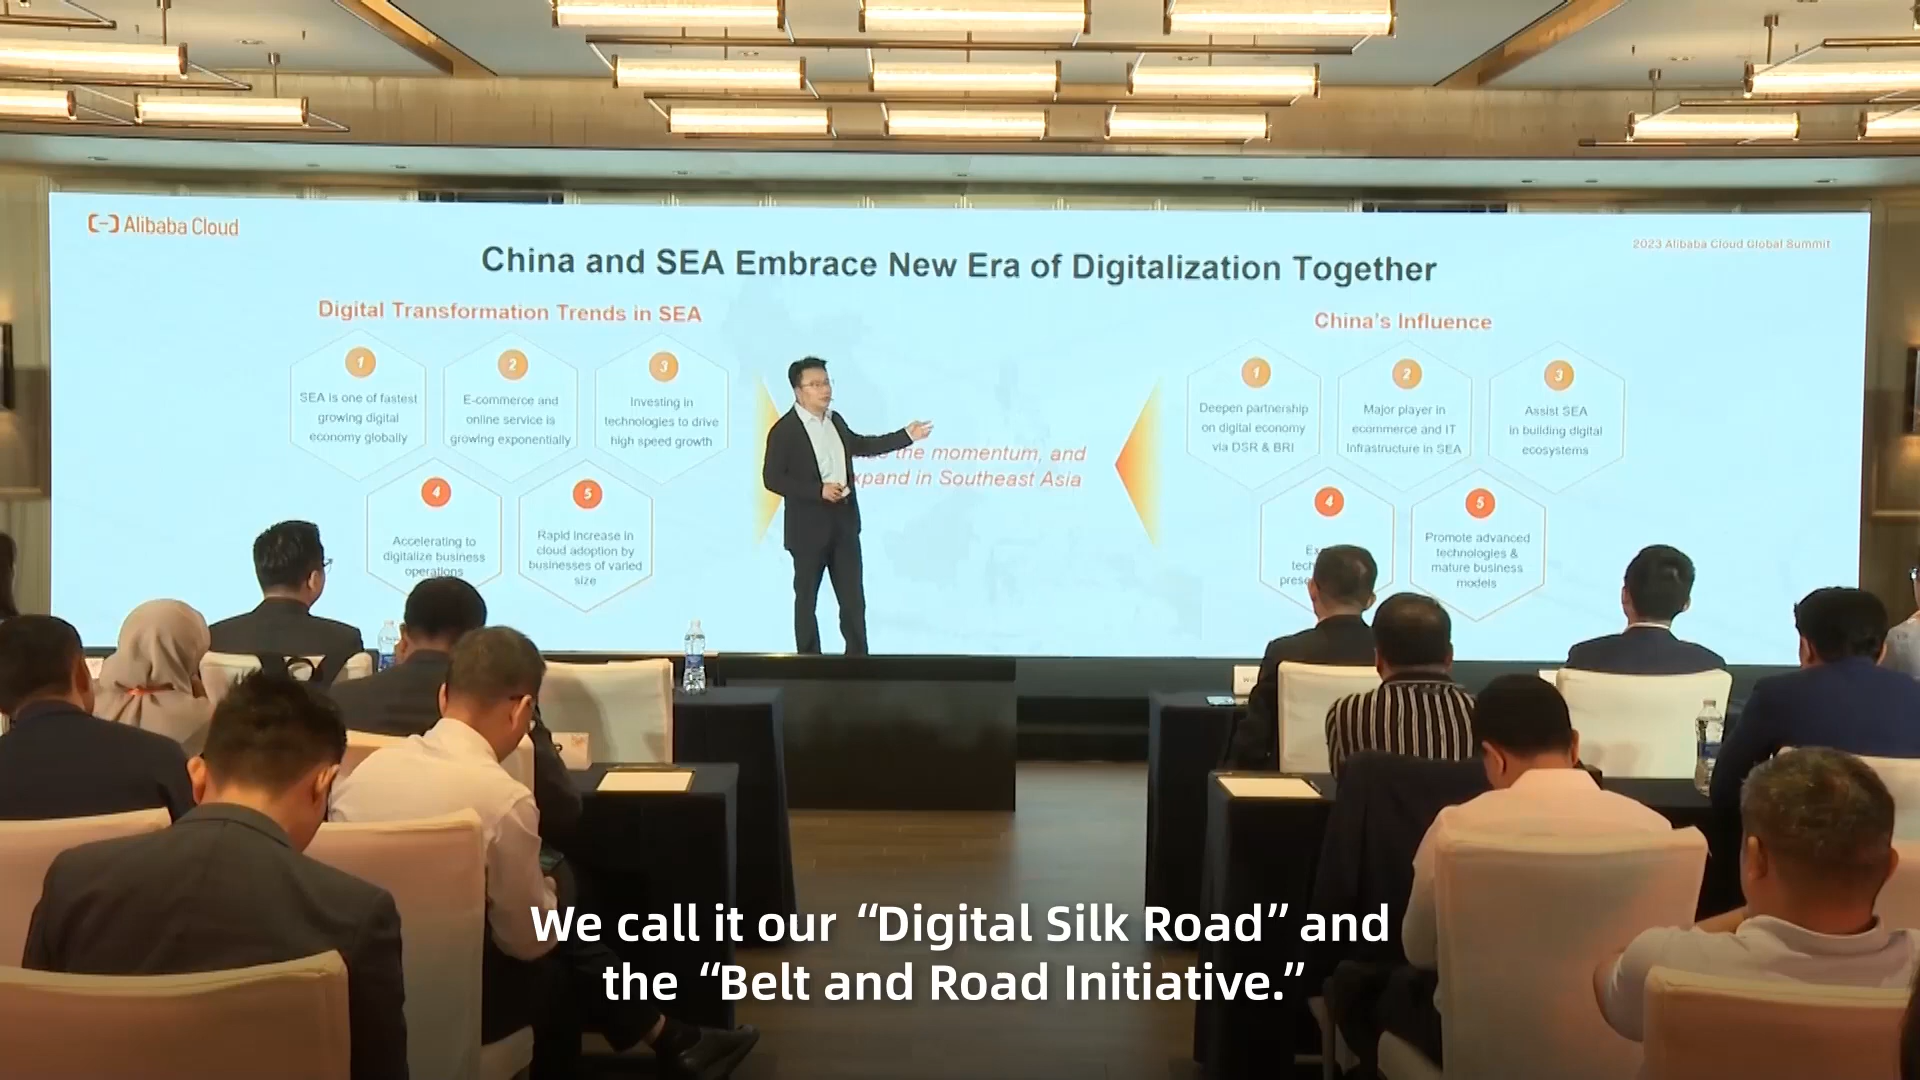 Alibaba Cloud
2023 Alibaba Cloud Global Summit
China and SEA Embrace New Era of Digitalization Together
Digital Transformation Trends in SEA
1
SEA is one of fastest
growing digital
economy globally
2
E-commerce and
online service is
growing exponentially
3
Investing in
technologies to drive
high speed growth
4
Accelerating to
digitalize business
operations
5
Rapid increase in
cloud adoption by
businesses of varied
size
the momentum, and
in Southeast Asia
China's Influence
1
Deepen partnership
on digital economy
via DSR & BRI
2
Major player in
ecommerce and IT
Infrastructure in SEA
3
Assist SEA
in building digital
ecosystems
4
5
Promote advanced
technologies &
mature business
models
We call it our “Digital Silk Road” and
the “Belt and Road Initiative.”